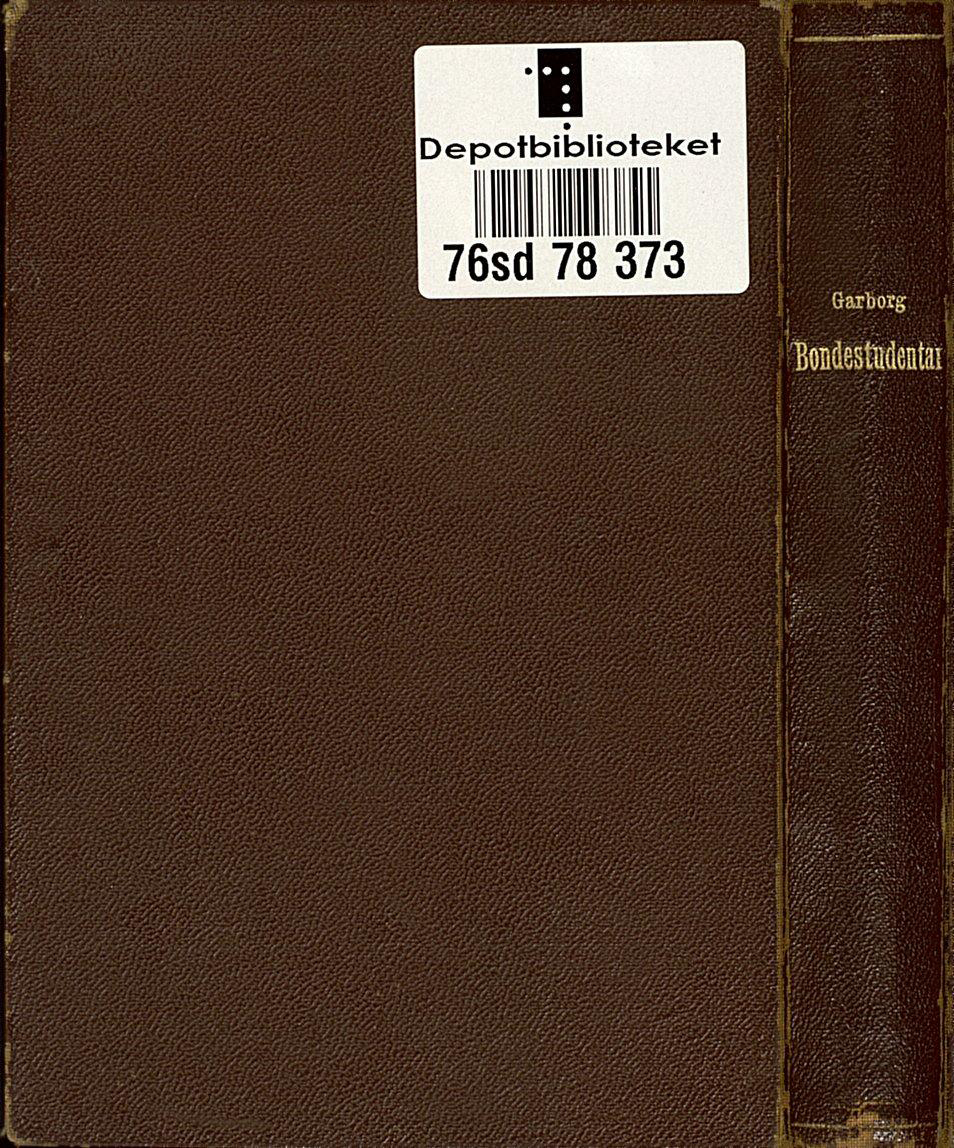 Depotbiblioteket
76sd 78 373
Garborg
Bondestudentar